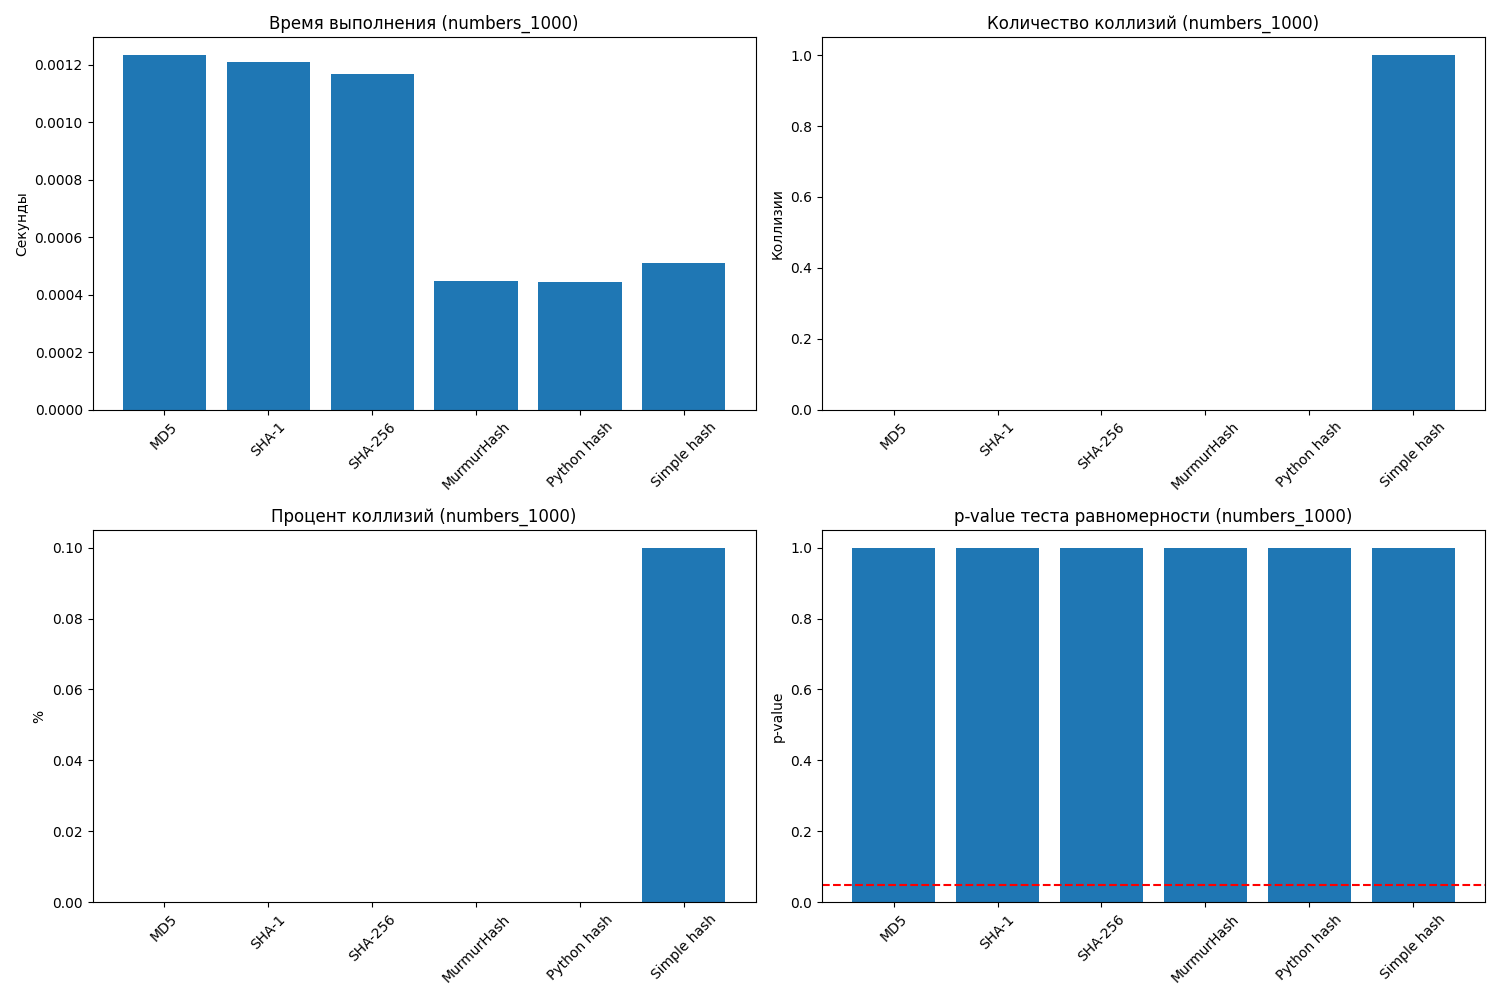 Время выполнения (numbers_1000)
Секунды
0.0012
0.0010
0.0008
0.0006
0.0004
0.0002
0.0000
MD5
SHA-1
SHA-256
MurmurHash
Python hash
Simple hash
Количество коллизий (numbers_1000)
Коллизии
1.0
0.8
0.6
0.4
0.2
0.0
MD5
SHA-1
SHA-256
MurmurHash
Python hash
Simple hash
Процент коллизий (numbers_1000)
%
0.10
0.08
0.06
0.04
0.02
0.00
MD5
SHA-1
SHA-256
MurmurHash
Python hash
Simple hash
p-value теста равномерности (numbers_1000)
p-value
1.0
0.8
0.6
0.4
0.2
0.0
MD5
SHA-1
SHA-256
MurmurHash
Python hash
Simple hash